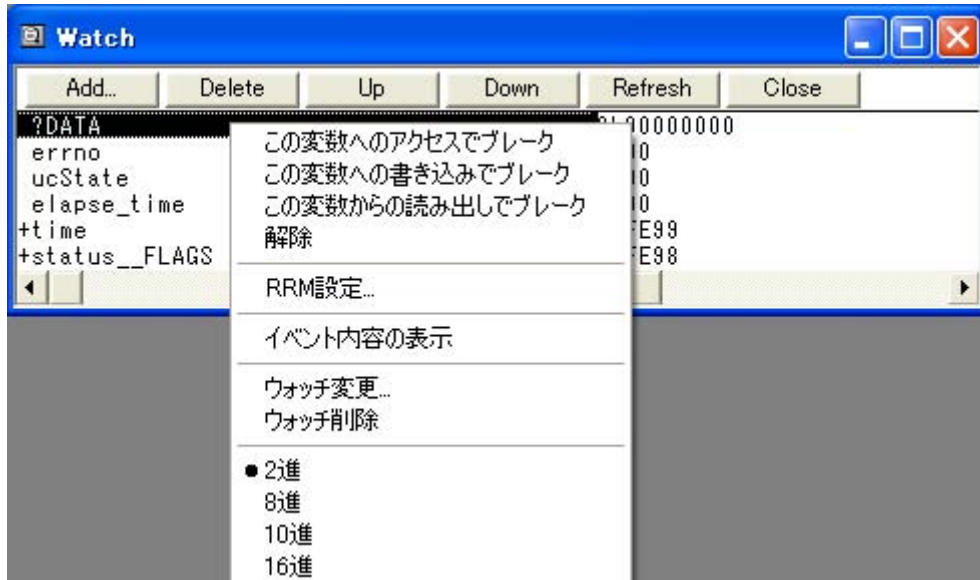 Watch
Add... Delete Up Down Refresh Close
?DATA 00000000
errno
ucState
elapse_time
+time E99
+status__FLAGS E98
この変数へのアクセスでブレーク
この変数への書き込みでブレーク
この変数からの読み出しでブレーク
解除
RRM設定...
イベント内容の表示
ウォッチ変更...
ウォッチ削除
2進
8進
10進
16進